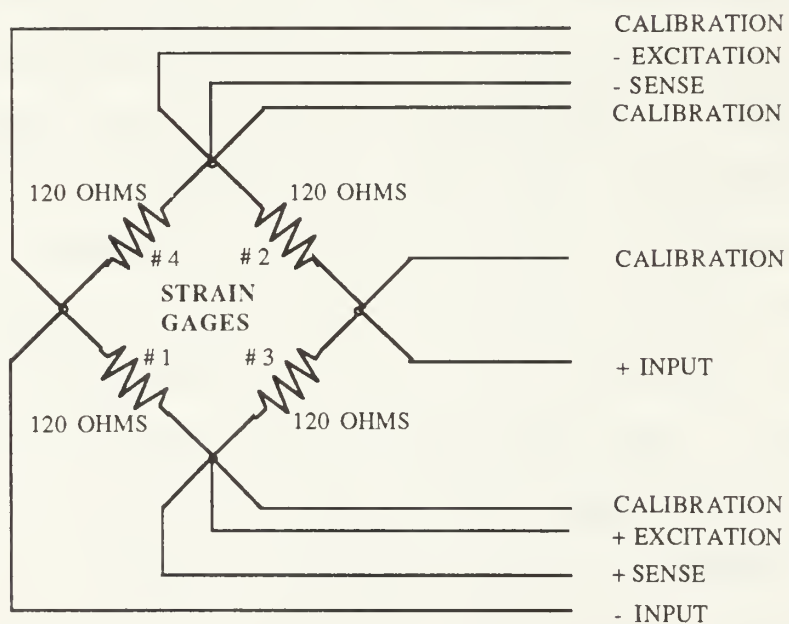 CALIBRATION
- EXCITATION
- SENSE
CALIBRATION
120 OHMS
120 OHMS
#4
#2
CALIBRATION
STRAIN
GAGES
#1
#3
+ INPUT
120 OHMS
120 OHMS
CALIBRATION
+ EXCITATION
+ SENSE
- INPUT